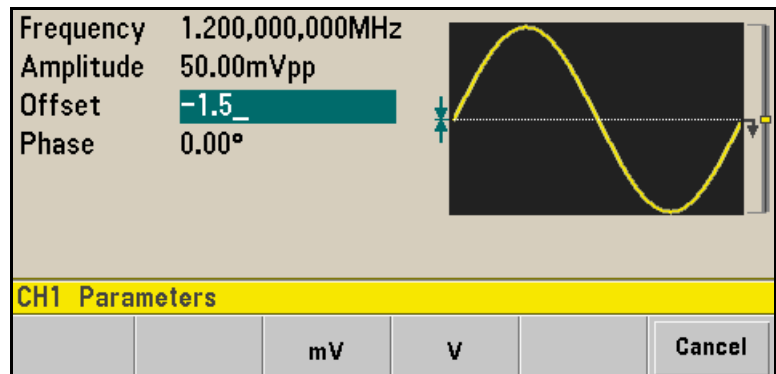 Frequency 1.200,000,000MHz
Amplitude 50.00mVpp
Offset -1.5_
Phase 0.00°
CH1 Parameters
mV V Cancel